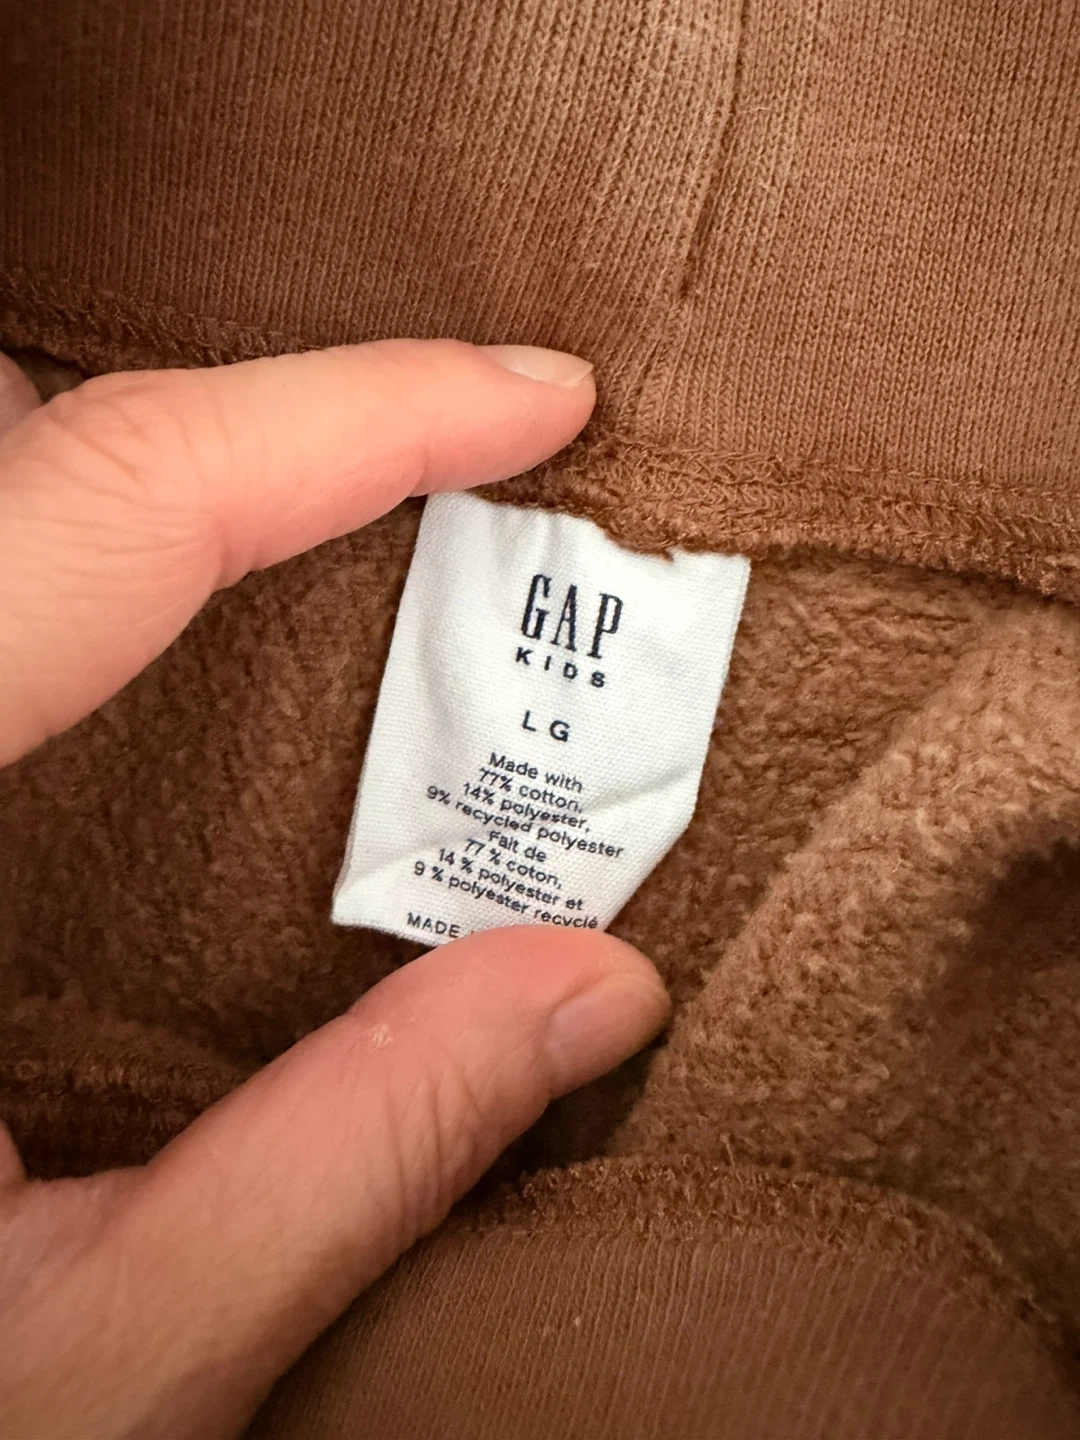 GAP
KIDS
LG
Made with
77% cotton,
14% polyester,
9% recycled polyester
Fait de
77 % coton,
14 % polyester et
9 % polyester recyclé
MADE